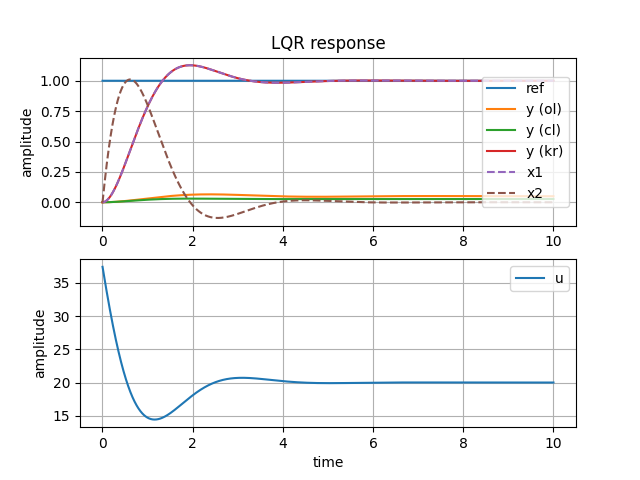 LQR response
amplitude
1.00
0.75
0.50
0.25
0.00
ref
y (ol)
y (cl)
y (kr)
x1
x2
0 2 4 6 8 10
amplitude
35
30
25
20
15
u
0 2 4 6 8 10
time